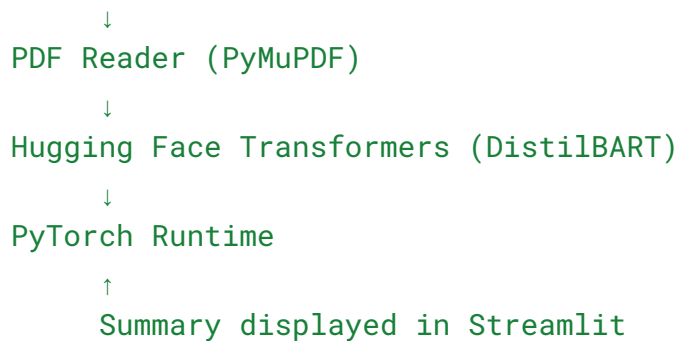 ↓
PDF Reader (PyMuPDF)
↓
Hugging Face Transformers (DistilBART)
↓
PyTorch Runtime
↑
Summary displayed in Streamlit